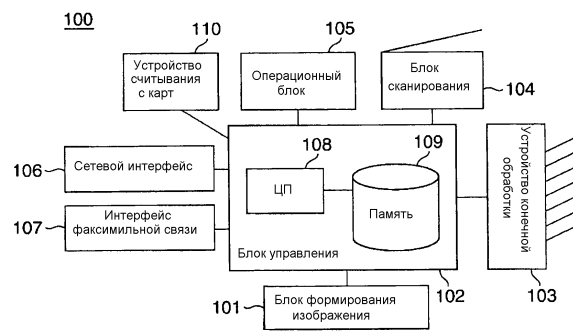 100
110
105
Устройство
считывания
с карт
Операционный
блок
Блок
сканирования
104
106
Сетевой интерфейс
108
109
ЦП
Память
Устройство конечной
обработки
107
Интерфейс
факсимильной связи
Блок управления
101
Блок формирования
изображения
102
103